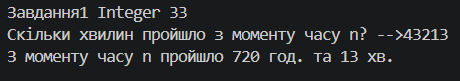 Завдання1 Integer 33
Скільки хвилин пройшло з моменту часу n? -->43213
З моменту часу n пройшло 720 год. та 13 хв.